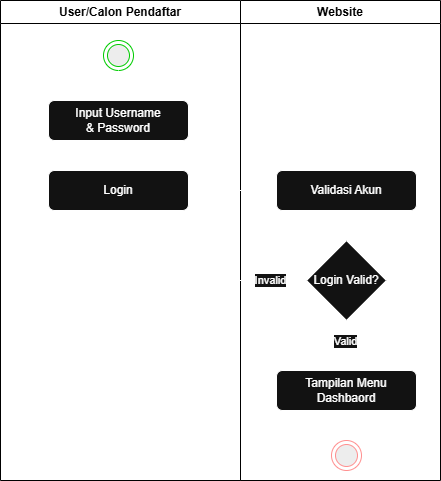 User/Calon Pendaftar
Website
Input Username
& Password
Login
Validasi Akun
Login Valid?
Invalid
Valid
Tampilan Menu
Dashbaord